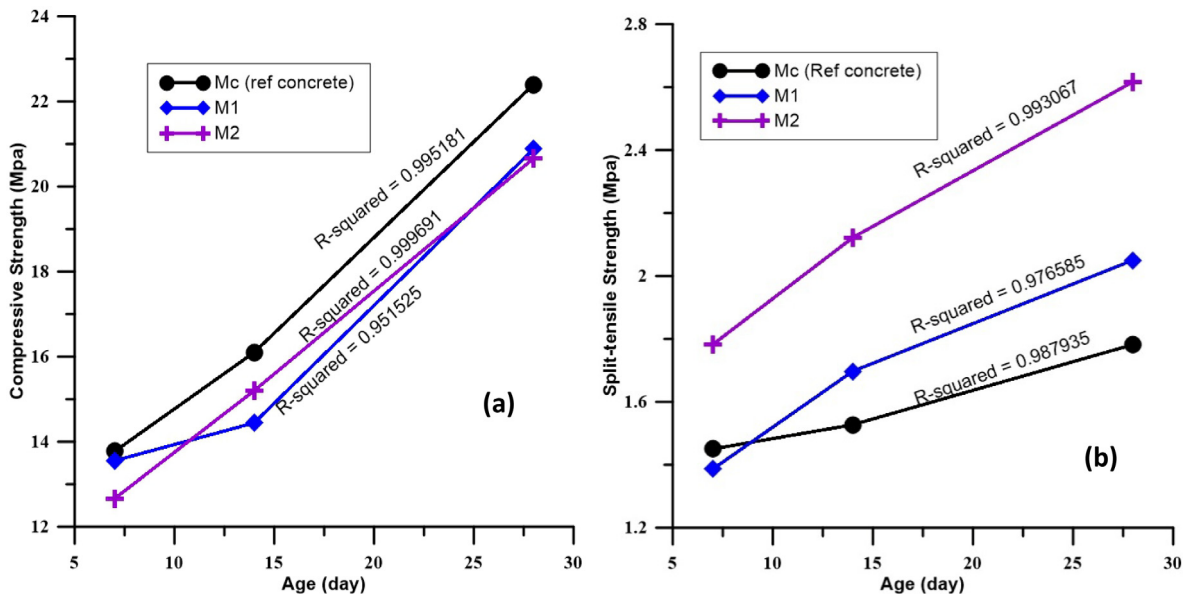 24
22
20
18
16
14
12
Compressive Strength (Mpa)
Mc (ref concrete)
M1
M2
R-squared = 0.995181
R-squared = 0.999691
R-squared = 0.951525
(a)
5
10
15
20
25
30
Age (day)
2.8
2.4
2
1.6
1.2
Split-tensile Strength (Mpa)
Mc (Ref concrete)
M1
M2
R-squared = 0.993067
R-squared = 0.976585
R-squared = 0.987935
(b)
5
10
15
20
25
30
Age (day)